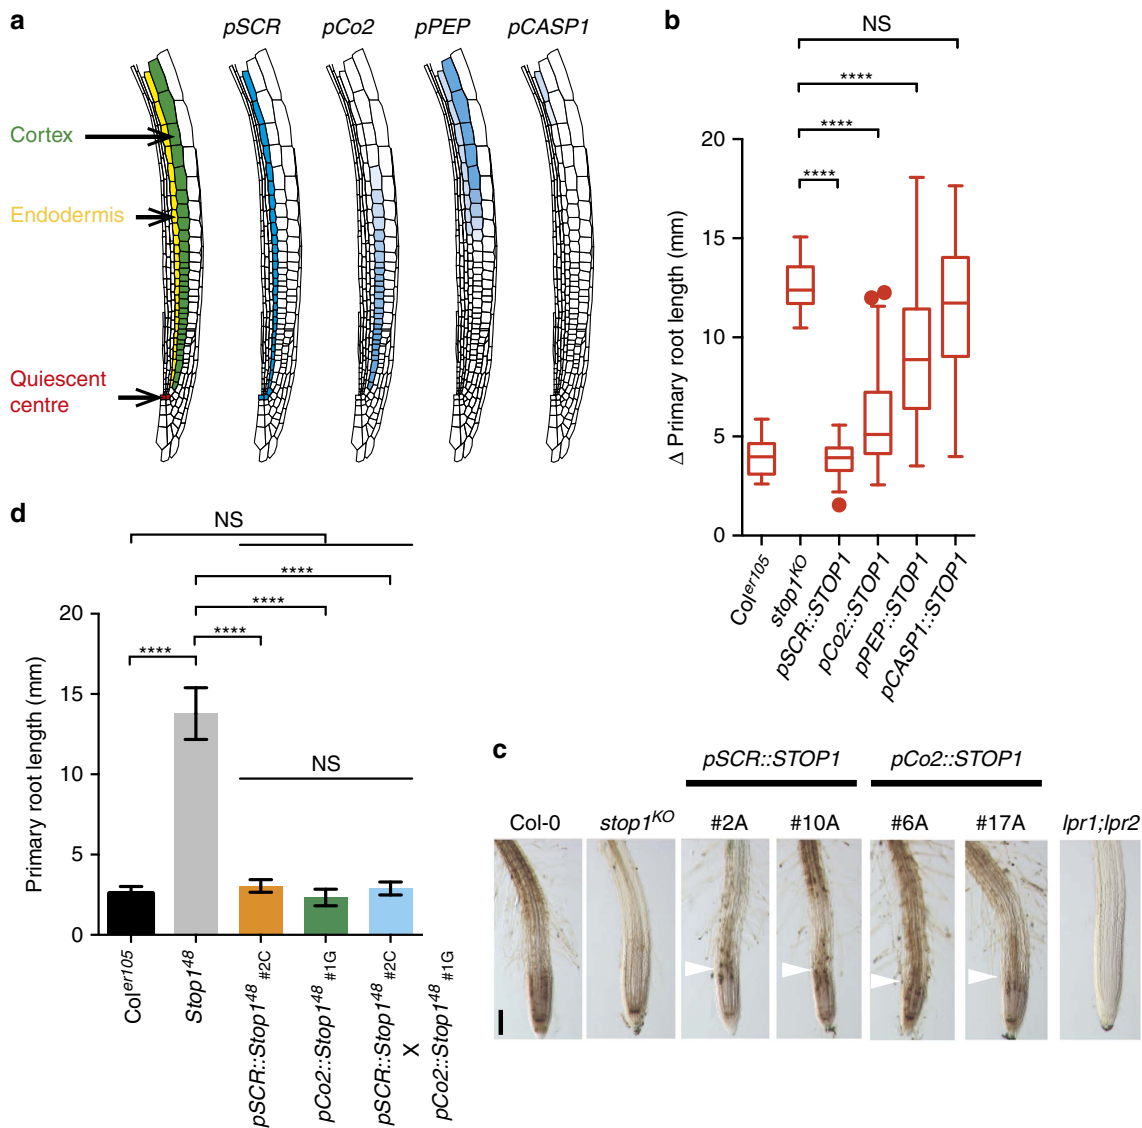 a
pSCR
pCo2
pPEP
pCASP1
Cortex
Endodermis
Quiescent
centre
b
NS
****
****
****
20
15
10
5
0
Δ Primary root length (mm)
Col er105
stop1 KO
pSCR::STOP1
pCo2::STOP1
pPEP::STOP1
pCASP1::STOP1
d
NS
****
****
****
****
NS
20
15
10
5
0
Primary root length (mm)
Col er105
Stop1 48
pSCR::Stop1 48 #2C
pCo2::Stop1 48 #1G
pSCR::Stop1 48 #2C
X
pCo2::Stop1 48 #1G
c
pSCR::STOP1
pCo2::STOP1
Col-0
stop1 KO
#2A
#10A
#6A
#17A
lpr1;lpr2